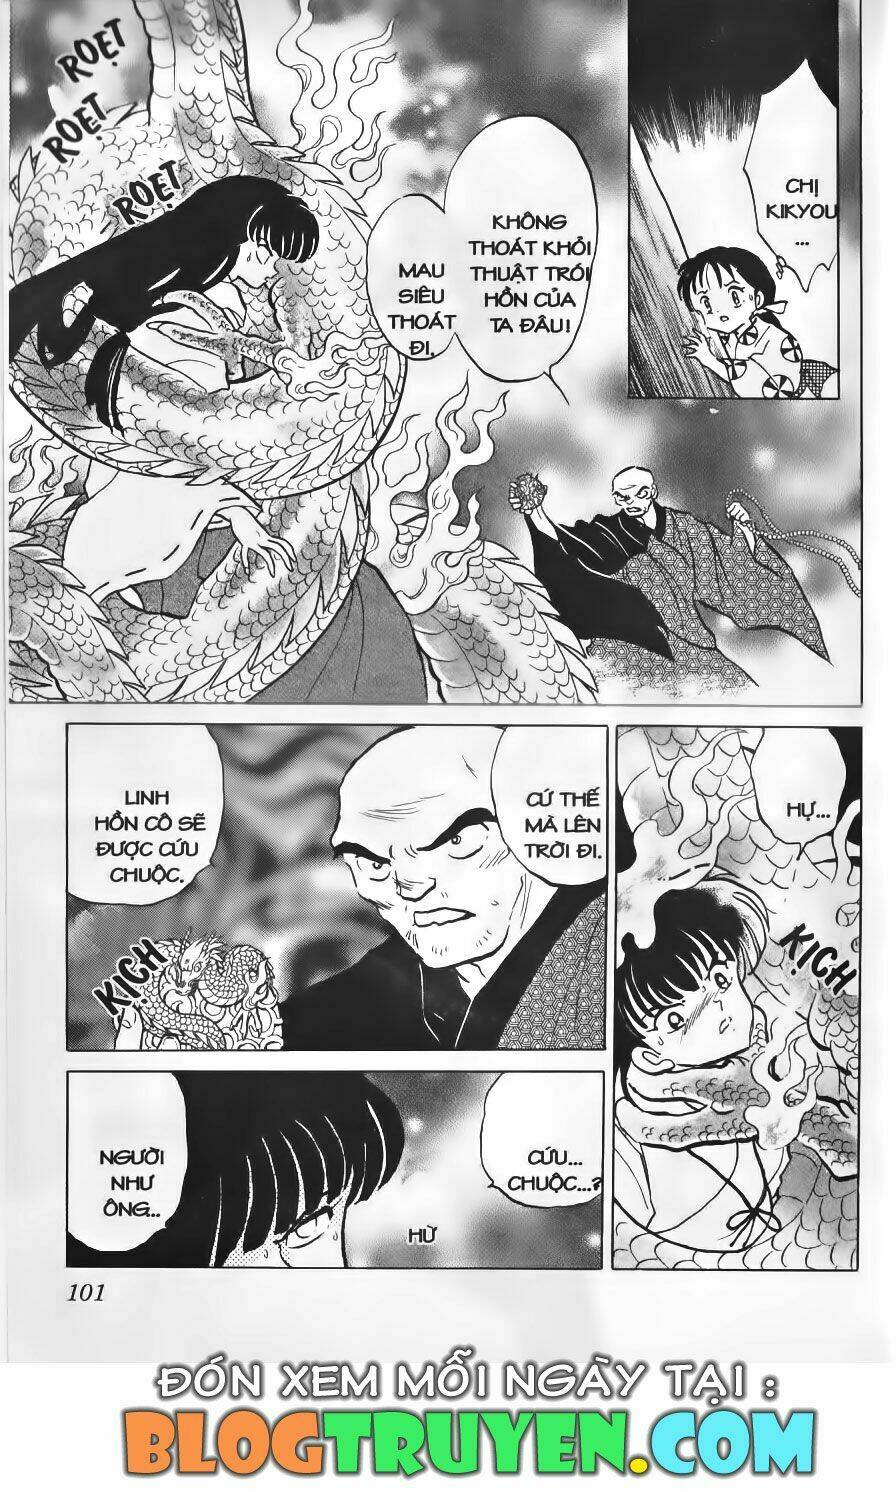 CHỊ
KIKYOU
...
KHÔNG
THOÁT KHỎI
THUẬT TRÓI
HỒN CỦA
TA ĐÂU!
MAU
SIÊU
THOÁT
ĐI.
ROẸT
ROẸT
ROẸT
HỰ...
KỊCH
CỨ THẾ
MÀ LÊN
TRỜI ĐI.
LINH
HỒN CÔ SẼ
ĐƯỢC CỨU
CHUỘC.
KỊCH
CỨU...
CHUỘC...?
HỪ
NGƯỜI
NHƯ
ÔNG...
101
ĐÓN XEM MỖI NGÀY TẠI :
BLOGTRUYEN.COM